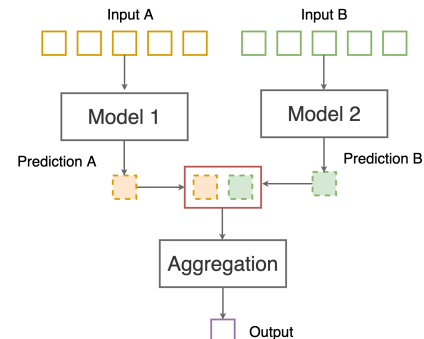 Input A
Input B
Model 1
Model 2
Prediction A
Prediction B
Aggregation
Output